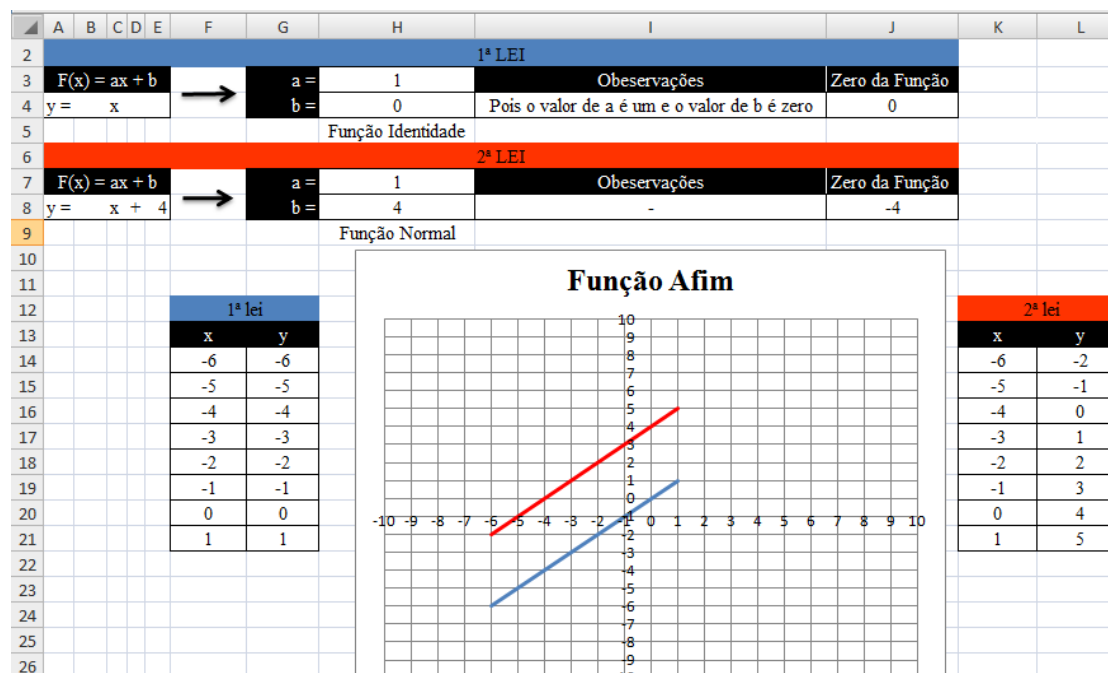 A B C D E F G H I J K L
2 1ª LEI
3 F(x) = ax + b a = 1 Obeservações Zero da Função
4 y = x b = 0 Pois o valor de a é um e o valor de b é zero 0
5 Função Identidade
6 2ª LEI
7 F(x) = ax + b a = 1 Obeservações Zero da Função
8 y = x + 4 b = 4 - -4
9 Função Normal
10
11 Função Afim
12 1ª lei 2ª lei
13 x y x y
14 -6 -6 -6 -2
15 -5 -5 -5 -1
16 -4 -4 -4 0
17 -3 -3 -3 1
18 -2 -2 -2 2
19 -1 -1 -1 3
20 0 0 0 4
21 1 1 1 5
22
23
24
25
26
10
9
8
7
6
5
4
3
2
1
0
-10 -9 -8 -7 -6 -5 -4 -3 -2 -1 0 1 2 3 4 5 6 7 8 9 10
-2
-3
-4
-5
-6
-7
-8
-9